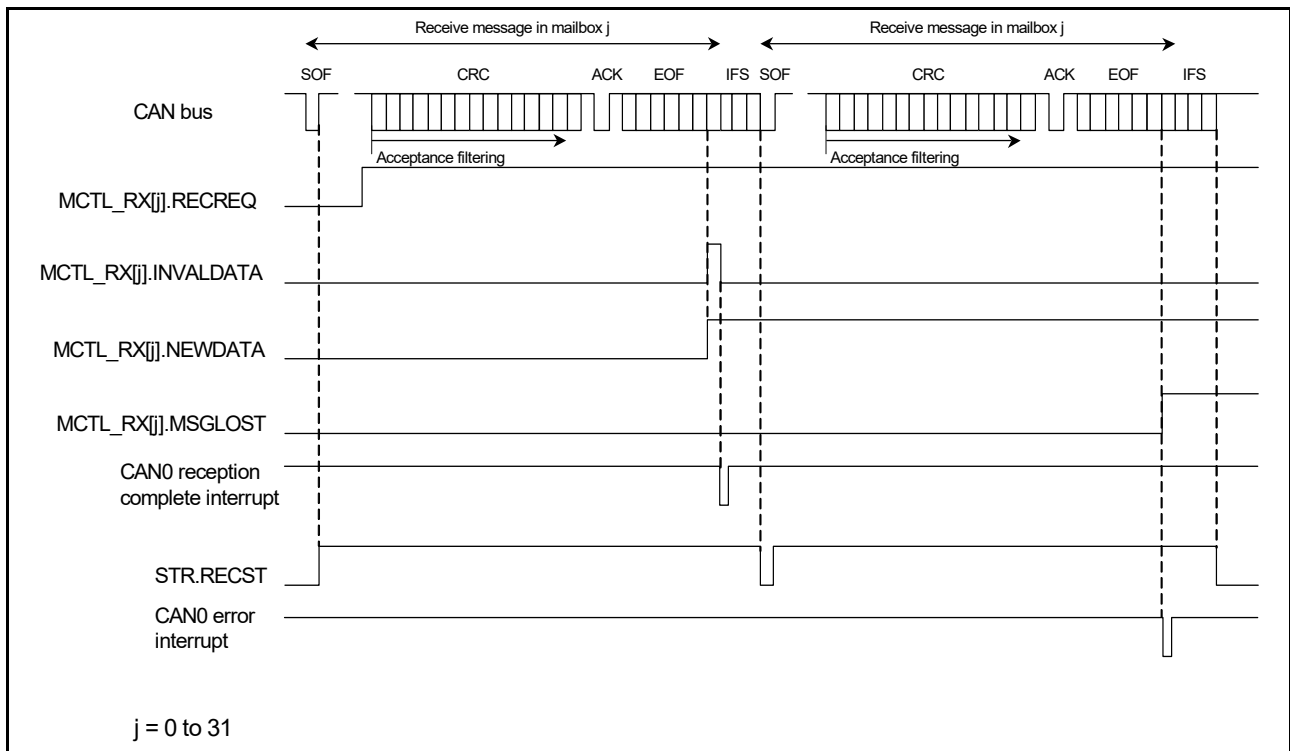 Receive message in mailbox j
Receive message in mailbox j
SOF
CRC
ACK
EOF
IFS
SOF
CRC
ACK
EOF
IFS
CAN bus
Acceptance filtering
Acceptance filtering
MCTL_RX[j].RECREQ
MCTL_RX[j].INVALDATA
MCTL_RX[j].NEWDATA
MCTL_RX[j].MSGLOST
CAN0 reception
complete interrupt
STR.RECST
CAN0 error
interrupt
j = 0 to 31